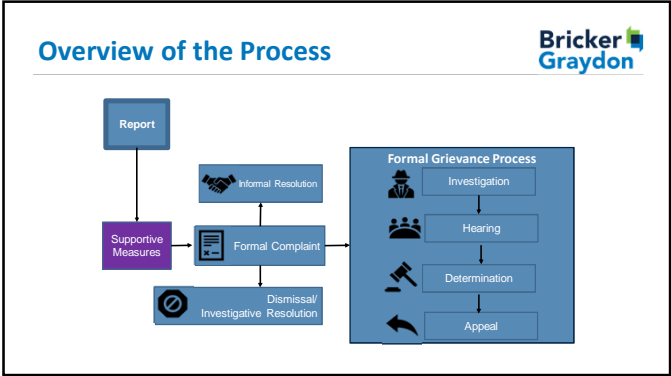 Overview of the Process
Bricker
Graydon
Report
Supportive
Measures
Informal Resolution
Formal Complaint
Dismissal/
Investigative Resolution
Formal Grievance Process
Investigation
Hearing
Determination
Appeal